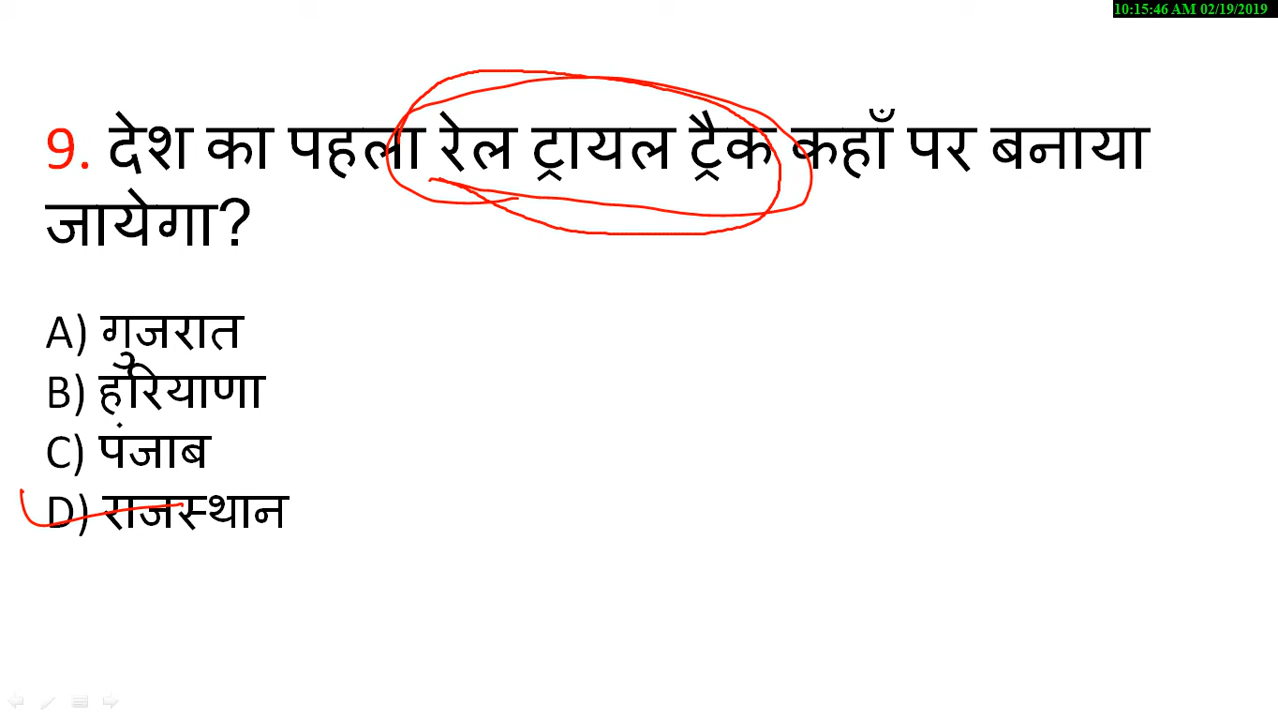 10:15:46 AM 02/19/2019
9. देश का पहला रेल ट्रायल ट्रैक कहाँ पर बनाया
जायेगा?
A) गुजरात
B) हरियाणा
C) पंजाब
D) राजस्थान